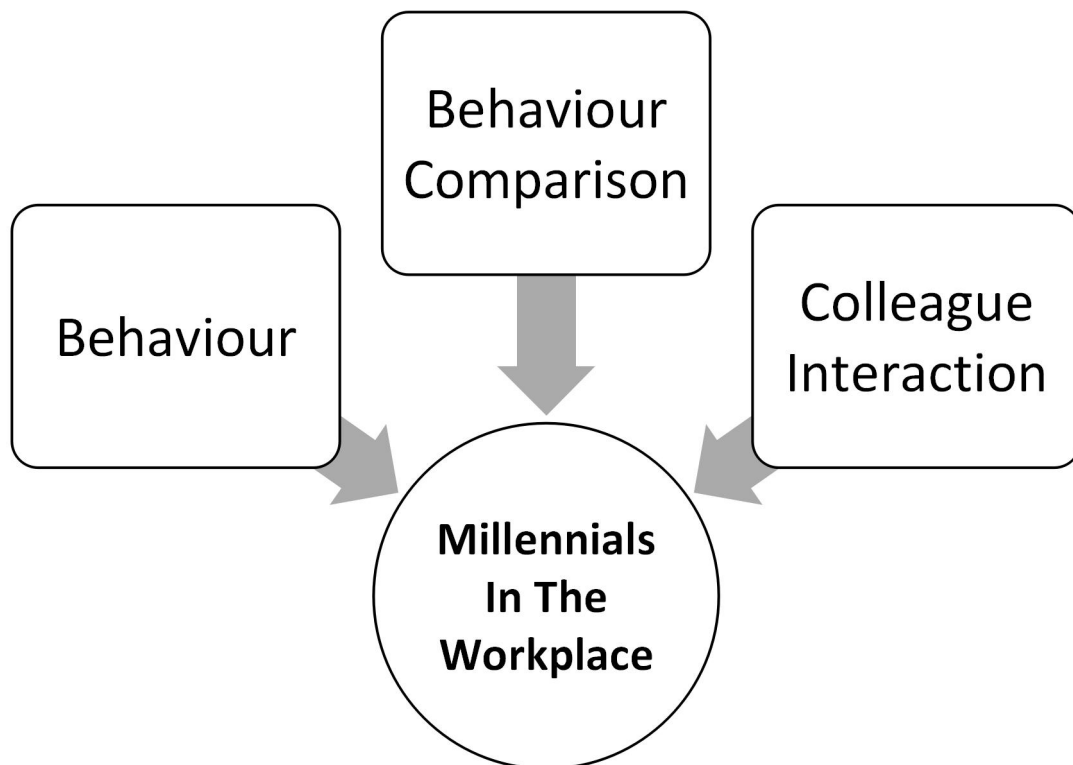 Behaviour
Comparison
Behaviour
Colleague
Interaction
Millennials
In The
Workplace